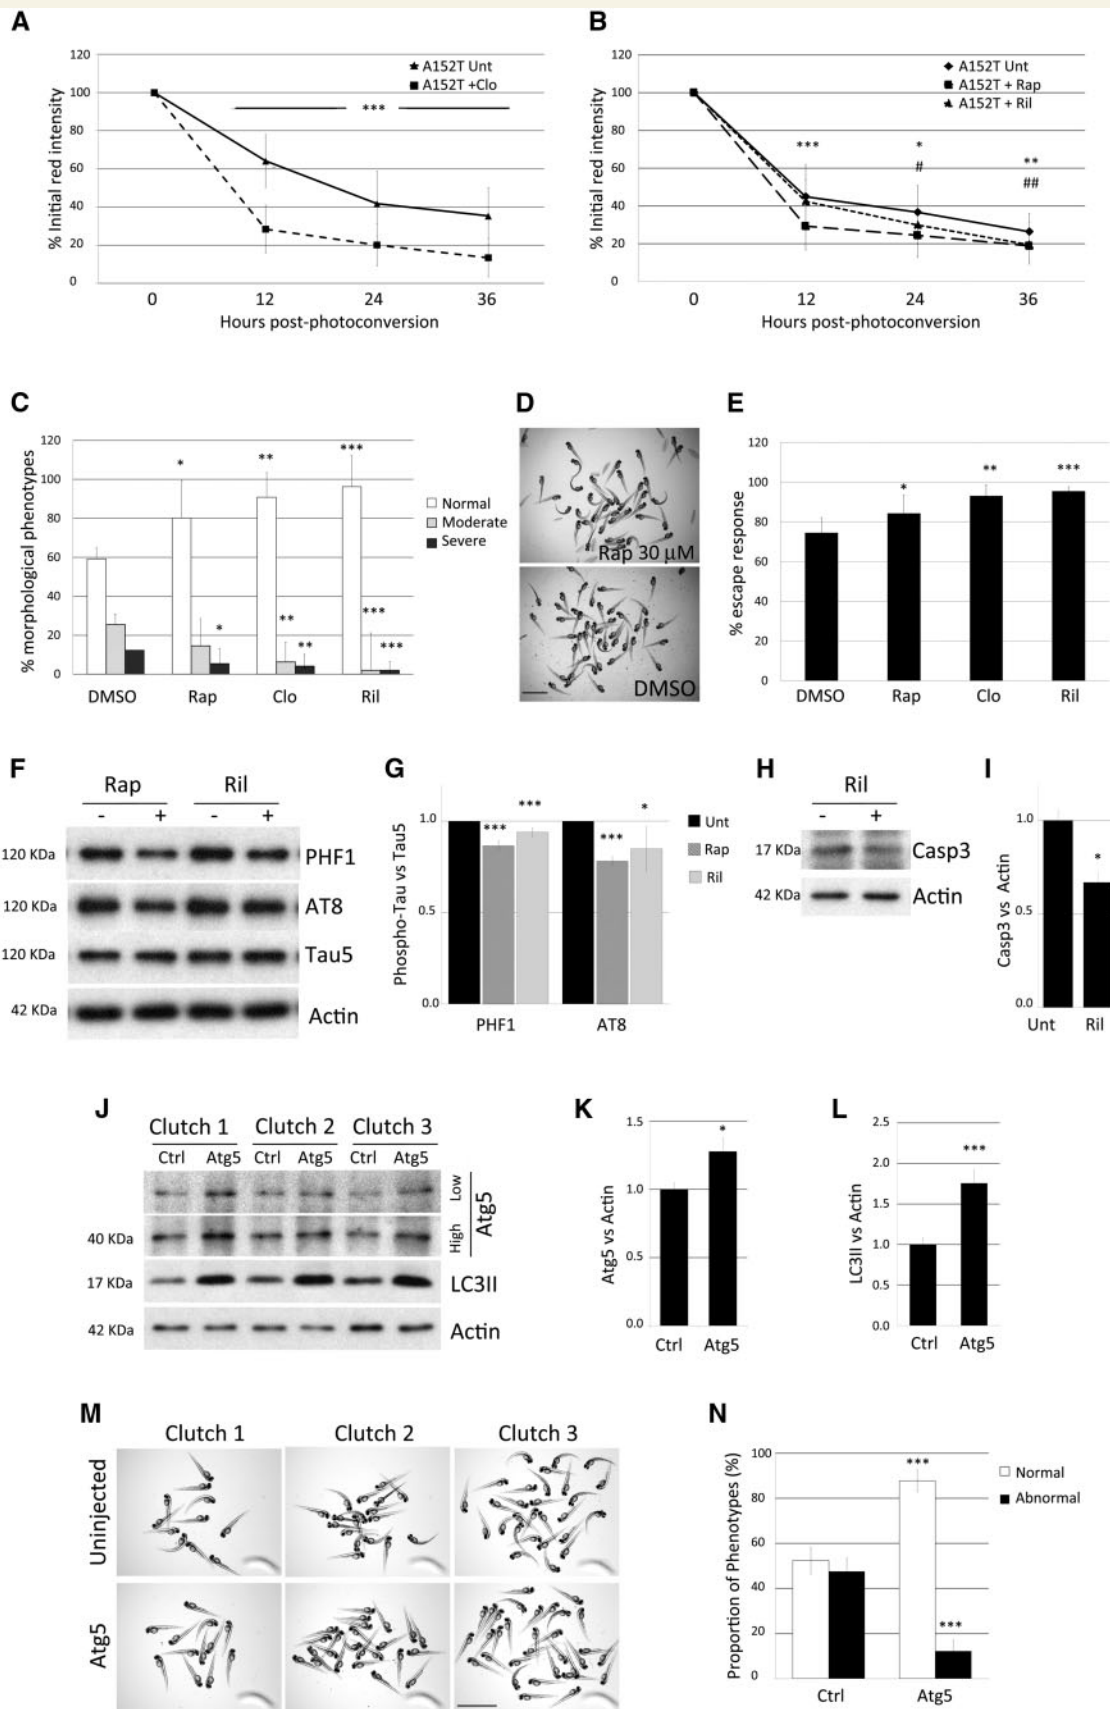 A
120
100
80
60
40
20
0
% Initial red intensity
A152T Unt
A152T +Clo
***
0 12 24 36
Hours post-photoconversion
B
120
100
80
60
40
20
0
% Initial red intensity
A152T Unt
A152T + Rap
A152T + Ril
*** * **
# ##
0 12 24 36
Hours post-photoconversion
C
120
100
80
60
40
20
0
% morphological phenotypes
* ** ***
* ** ** *** ***
Normal
Moderate
Severe
DMSO Rap Clo Ril
D
Rap 30 μM
DMSO
E
120
100
80
60
40
20
0
% escape response
* ** ***
DMSO Rap Clo Ril
F
Rap Ril
- + - +
120 KDa PHF1
120 KDa AT8
120 KDa Tau5
42 KDa Actin
G
1.0
0.5
0.0
Phospho-Tau vs Tau5
*** *** *** *
Unt
Rap
Ril
PHF1 AT8
H
Ril
- +
17 KDa Casp3
42 KDa Actin
I
1.0
0.5
0.0
Casp3 vs Actin
*
Unt Ril
J
Clutch 1 Clutch 2 Clutch 3
Ctrl Atg5 Ctrl Atg5 Ctrl Atg5
Low
High
Atg5
40 KDa
17 KDa LC3II
42 KDa Actin
K
1.5
1.0
0.5
0.0
Atg5 vs Actin
*
Ctrl Atg5
L
2.5
2.0
1.5
1.0
0.5
0.0
LC3II vs Actin
***
Ctrl Atg5
M
Clutch 1 Clutch 2 Clutch 3
Uninjected
Atg5
N
100
80
60
40
20
0
Proportion of Phenotypes (%)
***
***
Normal
Abnormal
Ctrl Atg5